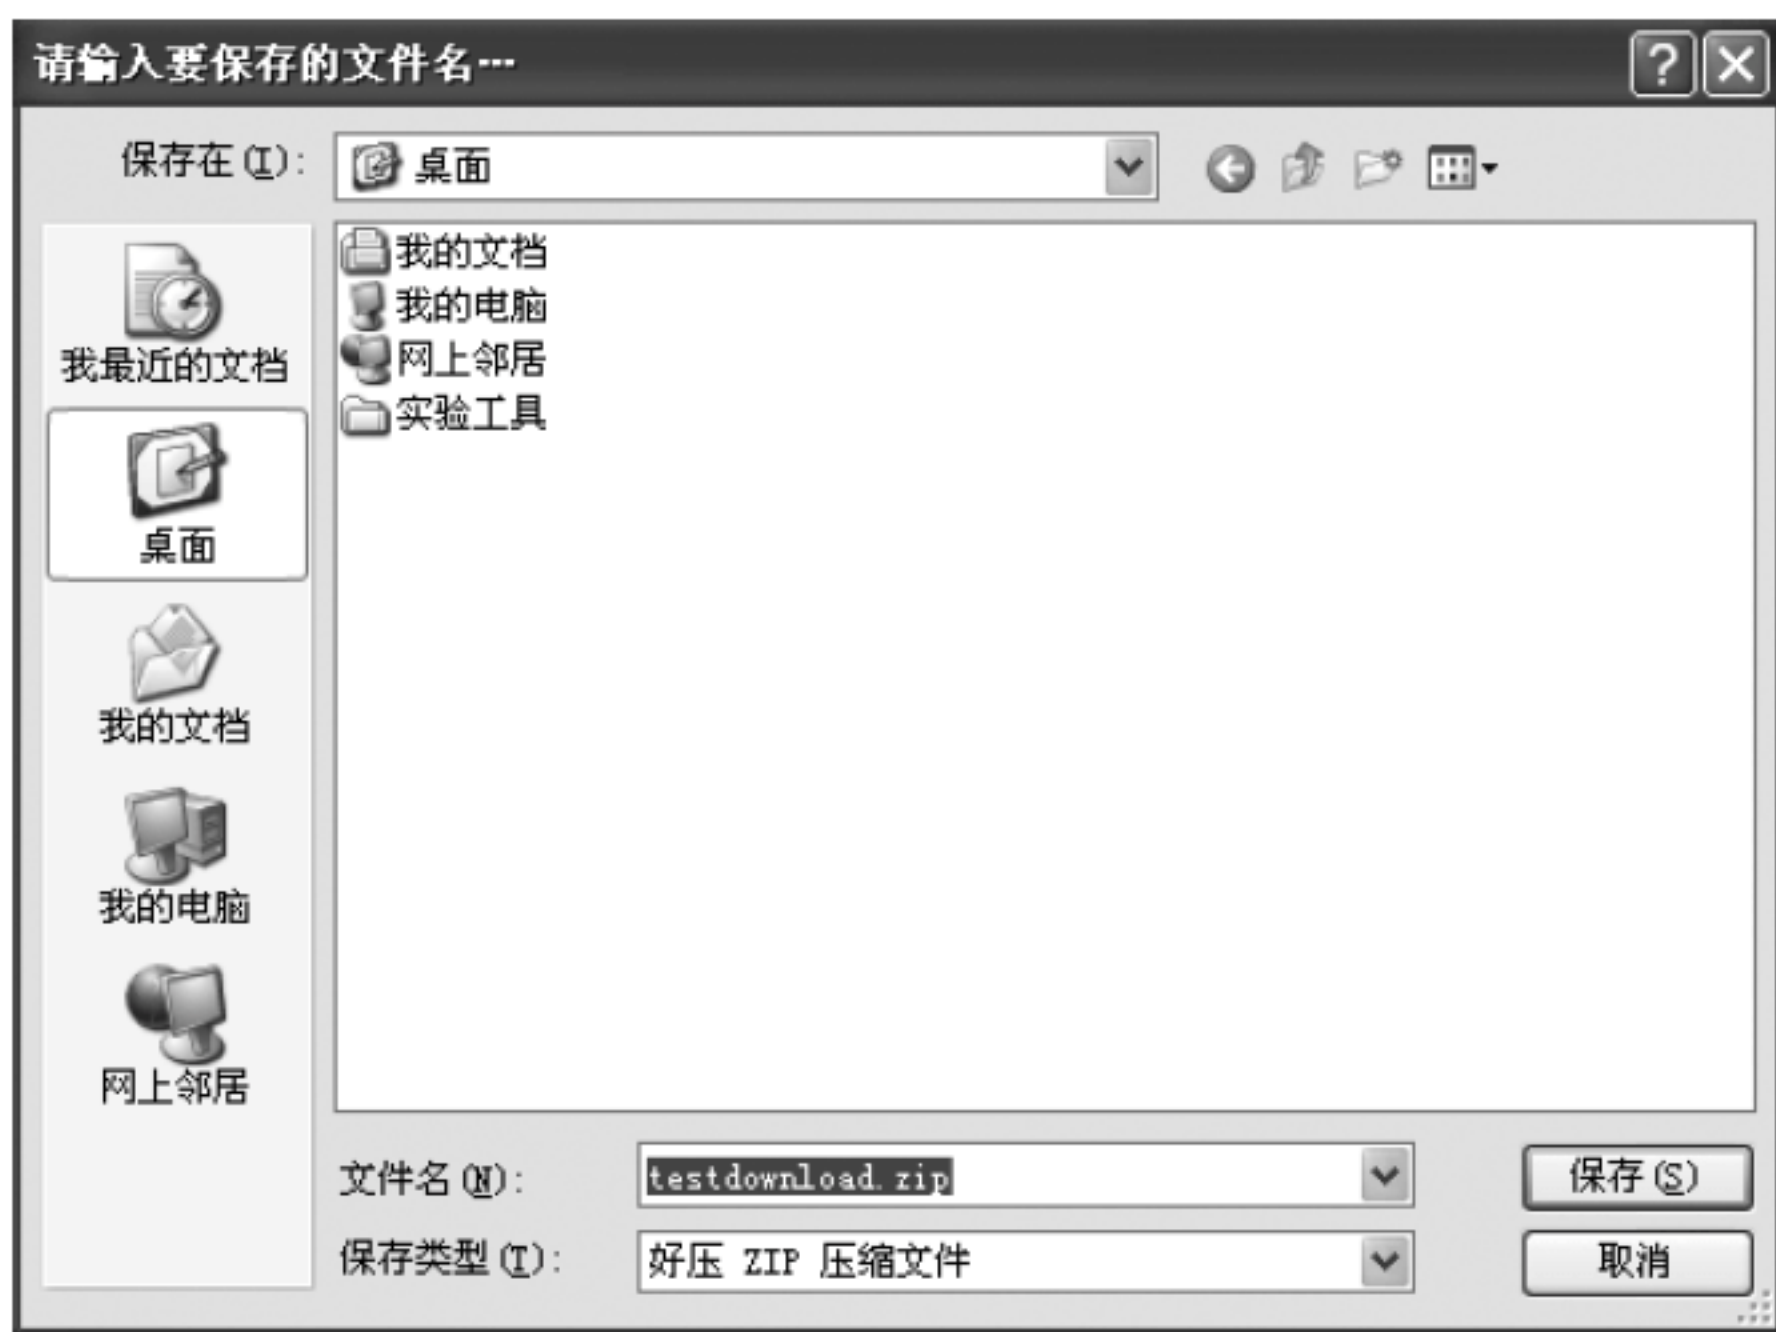 请输入要保存的文件名…
保存在(I):
桌面
我最近的文档
桌面
我的文档
我的电脑
网上邻居
我的文档
我的电脑
网上邻居
实验工具
文件名(N):
testdownload.zip
保存(S)
保存类型(T):
好压 ZIP 压缩文件
取消